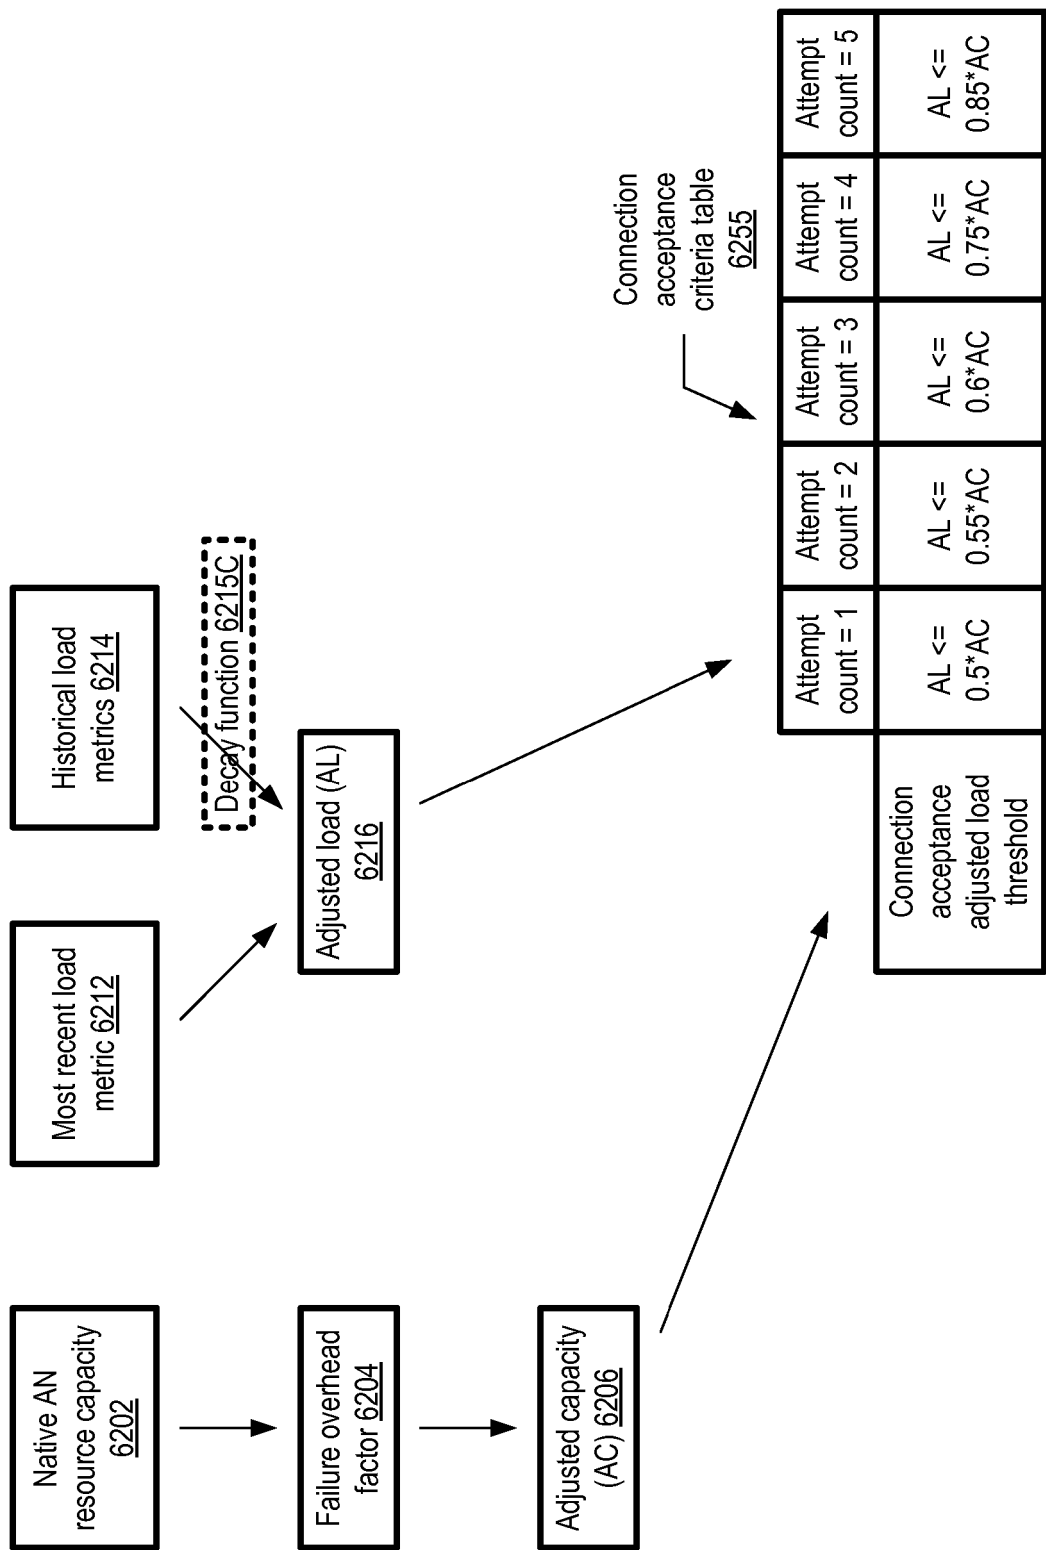 Native AN
resource capacity
6202
Most recent load
metric 6212
Historical load
metrics 6214
Decay function 6215C
Failure overhead
factor 6204
Adjusted load (AL)
6216
Adjusted capacity
(AC) 6206
Connection
acceptance
criteria table
6255
Attempt
count = 1
Attempt
count = 2
Attempt
count = 3
Attempt
count = 4
Attempt
count = 5
Connection
acceptance
adjusted load
threshold
AL <=
0.5*AC
AL <=
0.55*AC
AL <=
0.6*AC
AL <=
0.75*AC
AL <=
0.85*AC